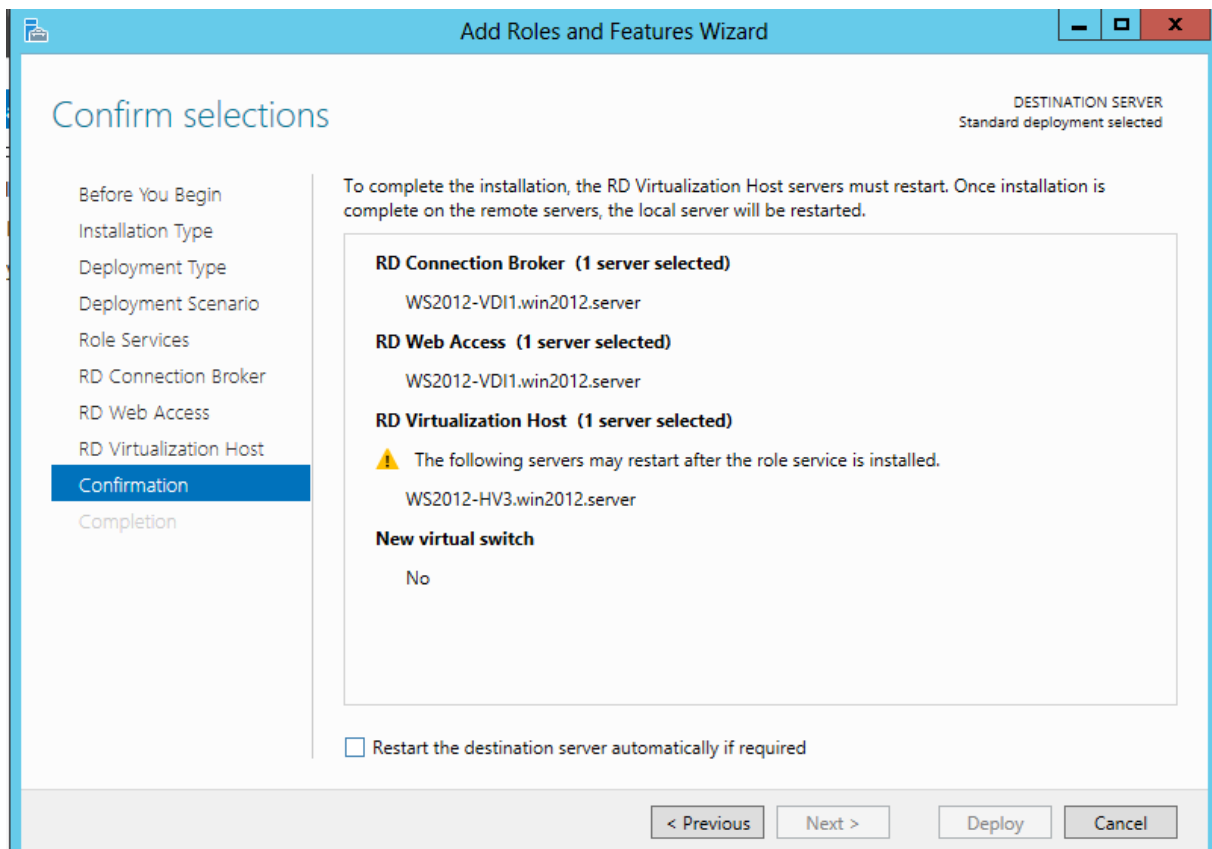 Add Roles and Features Wizard
x
Confirm selections
DESTINATION SERVER
Standard deployment selected
Before You Begin
Installation Type
Deployment Type
Deployment Scenario
Role Services
RD Connection Broker
RD Web Access
RD Virtualization Host
Confirmation
Completion
To complete the installation, the RD Virtualization Host servers must restart. Once installation is
complete on the remote servers, the local server will be restarted.
RD Connection Broker (1 server selected)
WS2012-VDI1.win2012.server
RD Web Access (1 server selected)
WS2012-VDI1.win2012.server
RD Virtualization Host (1 server selected)
The following servers may restart after the role service is installed.
WS2012-HV3.win2012.server
New virtual switch
No
Restart the destination server automatically if required
< Previous
Next >
Deploy
Cancel